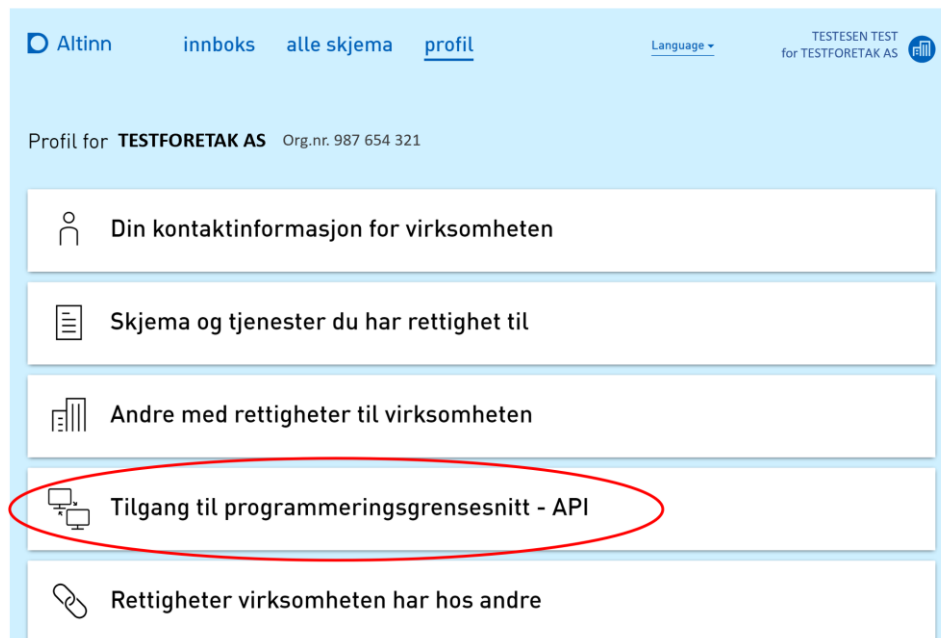 Altinn innboks alle skjema profil Language TESTESEN TEST
for TESTFORETAK AS
Profil for TESTFORETAK AS Org.nr. 987 654 321
Din kontaktinformasjon for virksomheten
Skjema og tjenester du har rettighet til
Andre med rettigheter til virksomheten
Tilgang til programmeringsgrensesnitt - API
Rettigheter virksomheten har hos andre